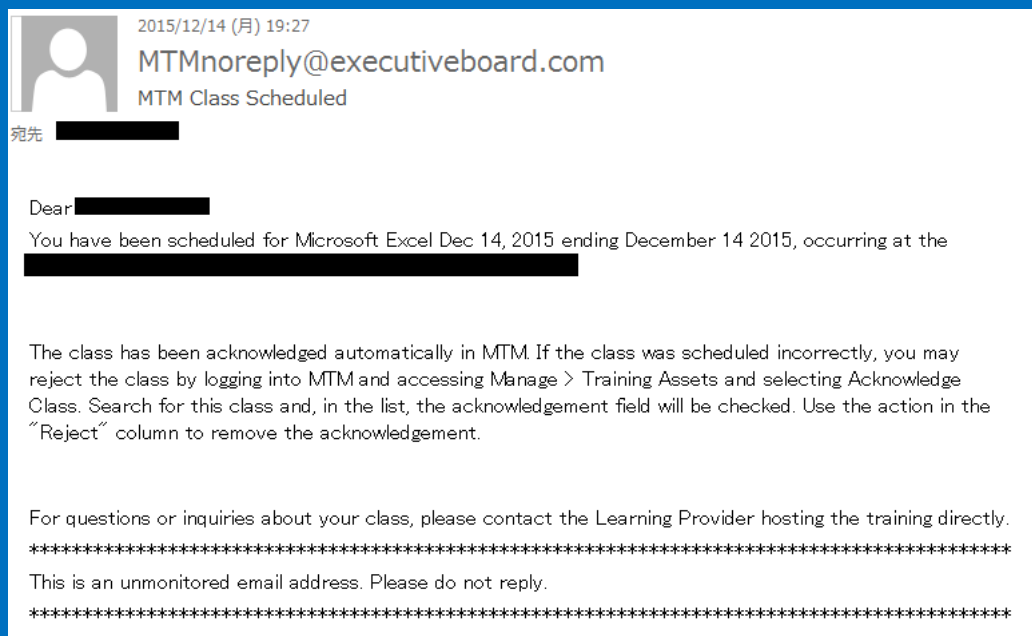 2015/12/14 (月) 19:27
MTMnoreply@executiveboard.com
MTM Class Scheduled
宛先
Dear
You have been scheduled for Microsoft Excel Dec 14, 2015 ending December 14 2015, occurring at the
The class has been acknowledged automatically in MTM. If the class was scheduled incorrectly, you may
reject the class by logging into MTM and accessing Manage > Training Assets and selecting Acknowledge
Class. Search for this class and, in the list, the acknowledgement field will be checked. Use the action in the
"Reject" column to remove the acknowledgement.
For questions or inquiries about your class, please contact the Learning Provider hosting the training directly.
******************************************************************************************
This is an unmonitored email address. Please do not reply.
******************************************************************************************